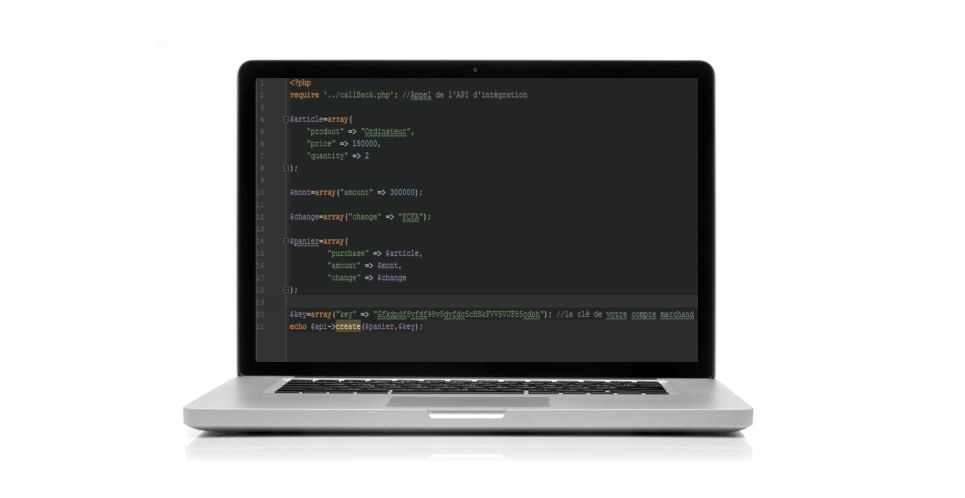 1 <?php
2 require '../callBack.php'; //Appel de l'API d'intégration
3
4 $article=array(
5 "product" => "Ordinateur",
6 "price" => 150000,
7 "quantity" => 2
8 );
9
10 $mont=array("amount" => 300000);
11
12 $change=array("change" => "FCFA");
13
14 $panier=array(
15 "purchase" => $article,
16 "amount" => $mont,
17 "change" => $change
18 );
19
20 $key=array("key" => ""); //la clé de votre compte marchand
21 echo $api->create($panier,$key);